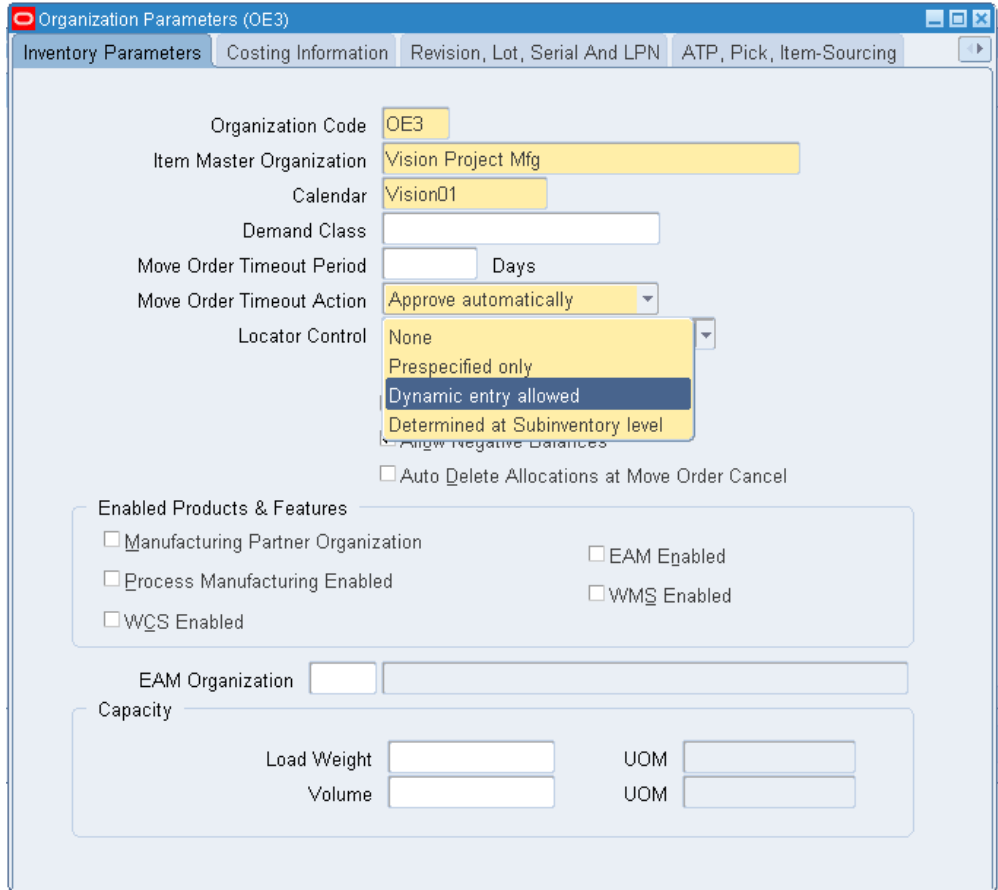 Organization Parameters (OE3)
Inventory Parameters Costing Information Revision, Lot, Serial And LPN ATP, Pick, Item-Sourcing
Organization Code OE3
Item Master Organization Vision Project Mfg
Calendar Vision01
Demand Class
Move Order Timeout Period Days
Move Order Timeout Action Approve automatically
Locator Control
None
Prespecified only
Dynamic entry allowed
Determined at Subinventory level
Allow Negative Balances
Auto Delete Allocations at Move Order Cancel
Enabled Products & Features
Manufacturing Partner Organization
EAM Enabled
Process Manufacturing Enabled
WMS Enabled
WCS Enabled
EAM Organization
Capacity
Load Weight UOM
Volume UOM